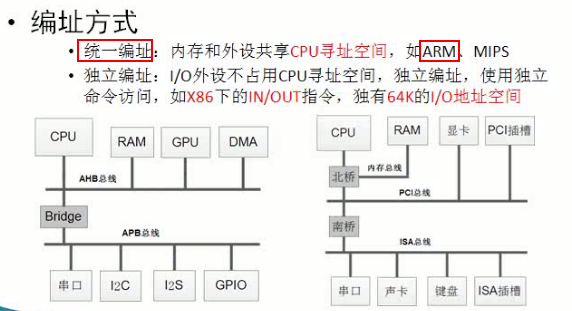 • 编址方式
• 统一编址：内存和外设共享CPU寻址空间，如ARM、MIPS
• 独立编址：I/O外设不占用CPU寻址空间，独立编址，使用独立
命令访问，如X86下的IN/OUT指令，独有64K的I/O地址空间
CPU
RAM
GPU
DMA
AHB总线
Bridge
APB总线
串口
I2C
I2S
GPIO
CPU
RAM
显卡
PCI插槽
北桥
内存总线
PCI总线
南桥
ISA总线
串口
声卡
键盘
ISA插槽